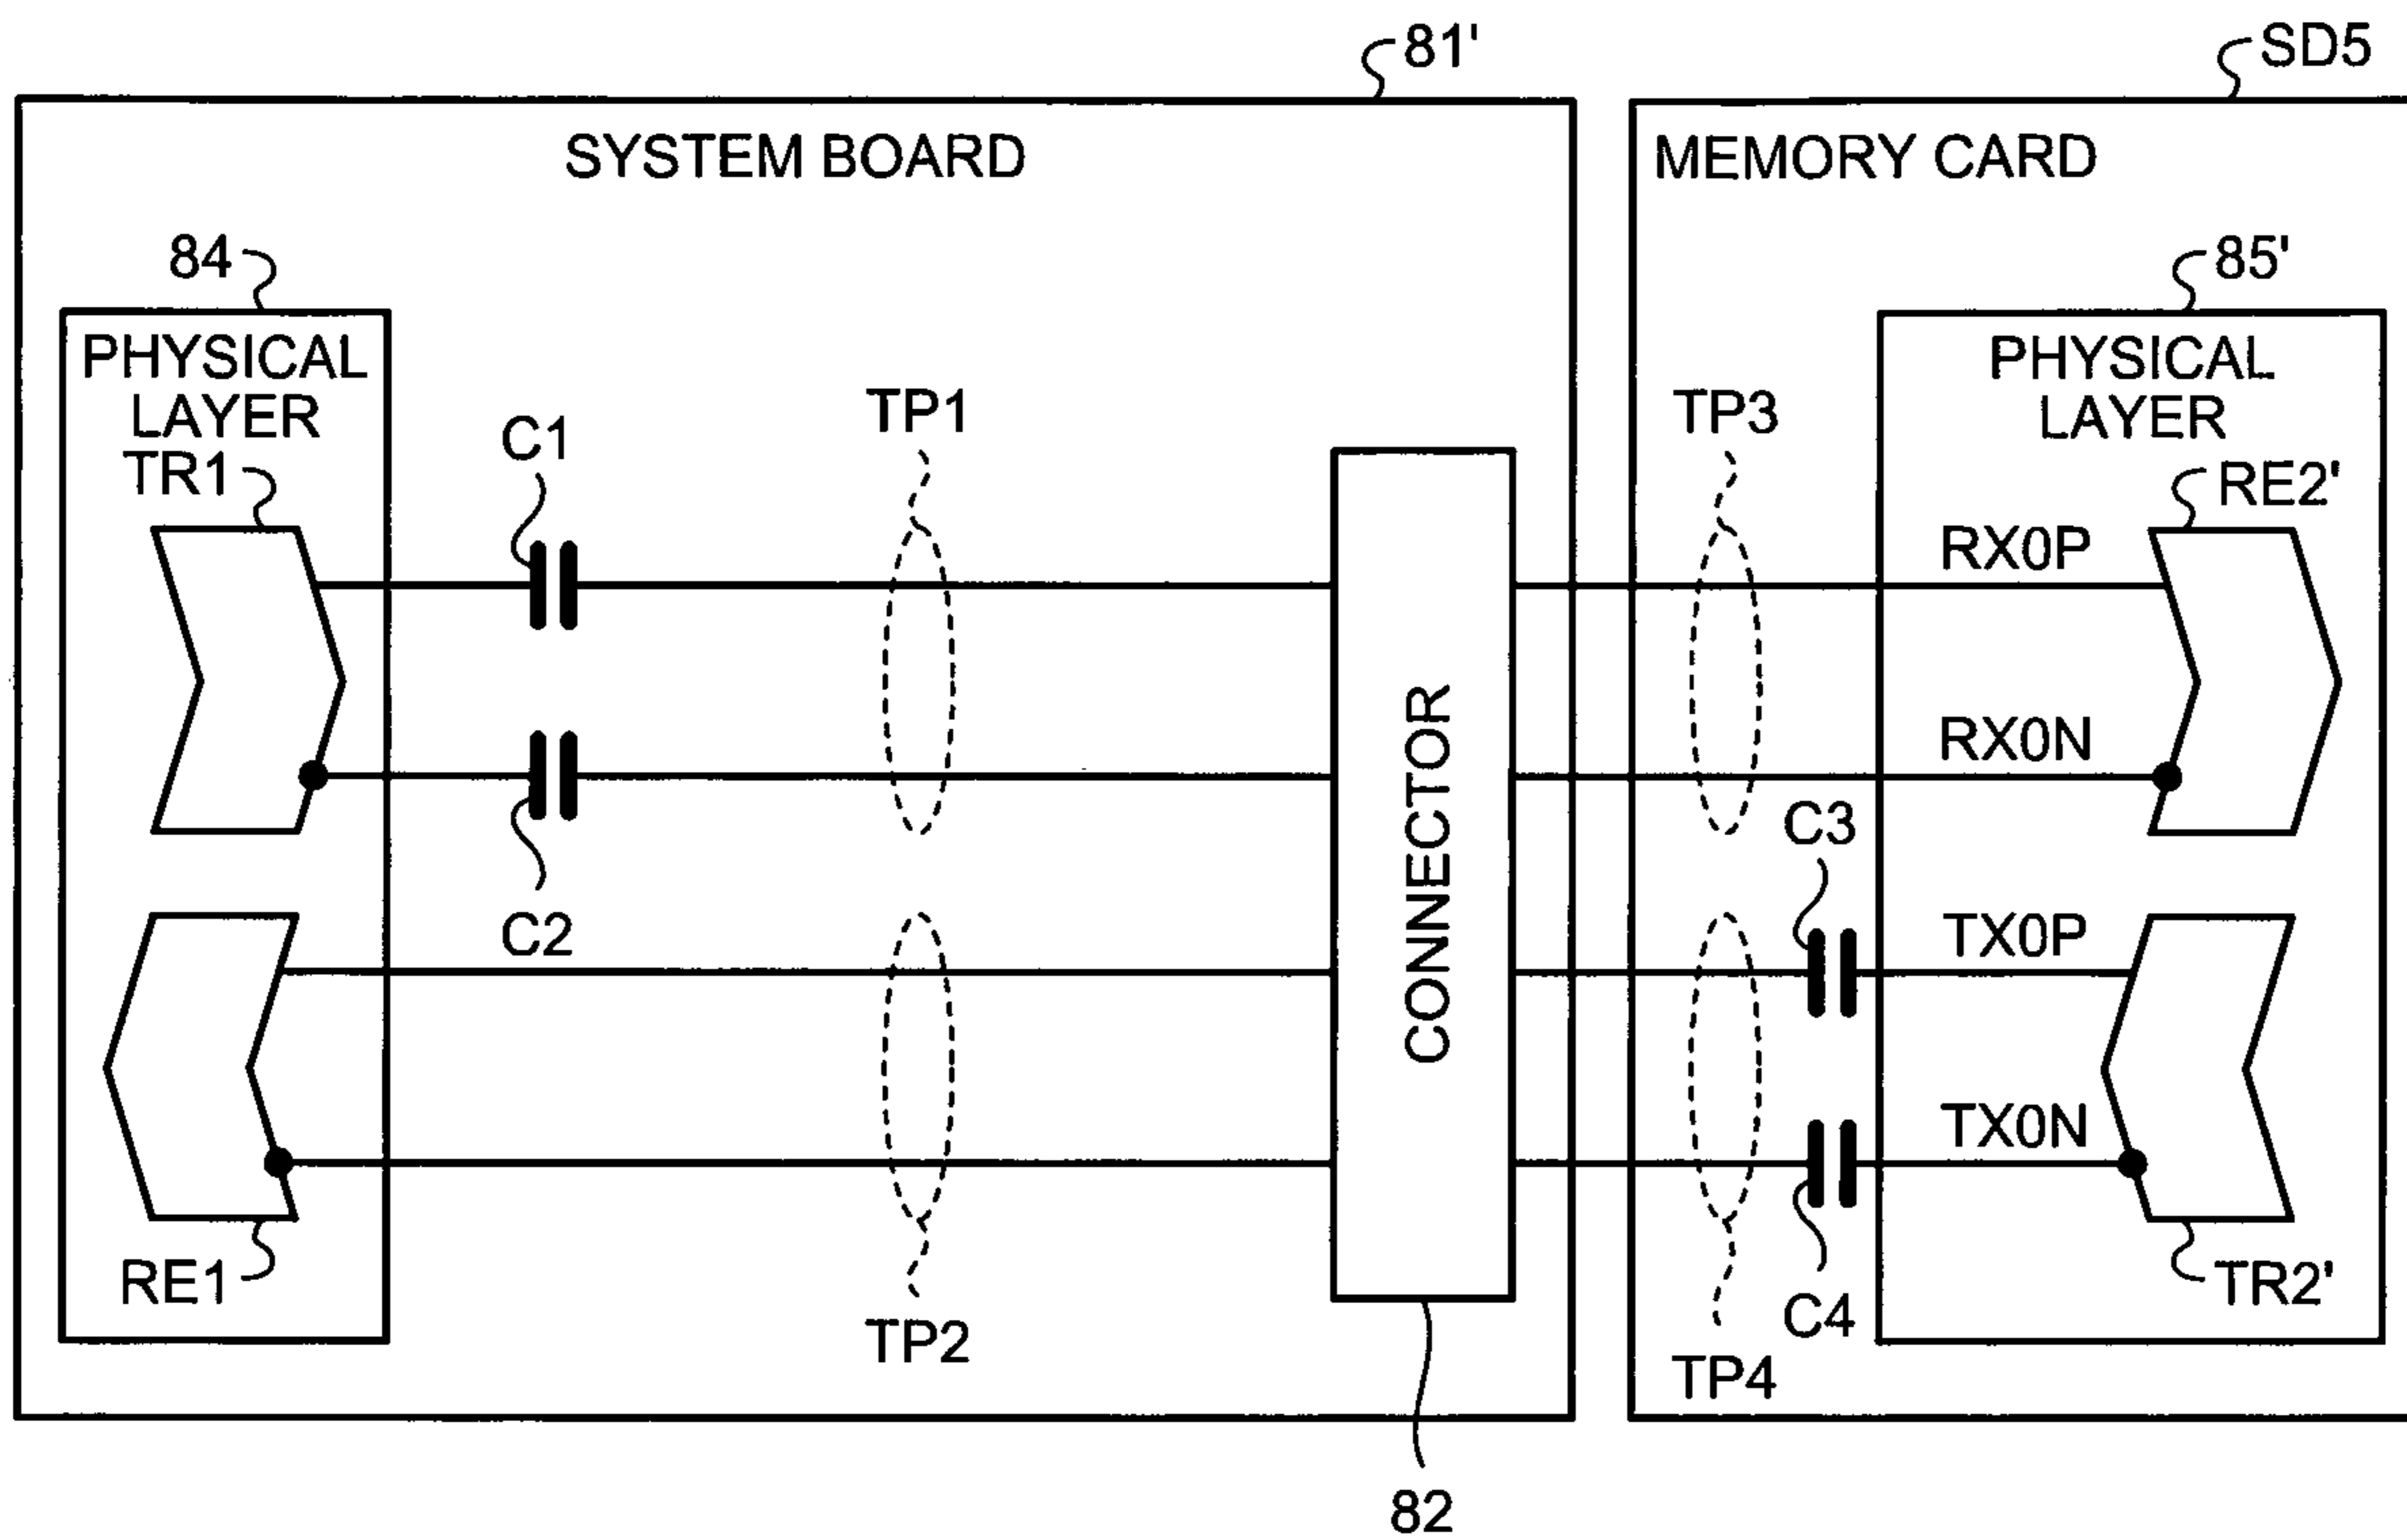 81'
SD5
SYSTEM BOARD
MEMORY CARD
84
85'
PHYSICAL
LAYER
TR1
C1
TP1
TP3
PHYSICAL
LAYER
RE2'
RX0P
RX0N
C2
CONNECTOR
C3
TX0P
TX0N
RE1
TP2
C4
TR2'
TP4
82